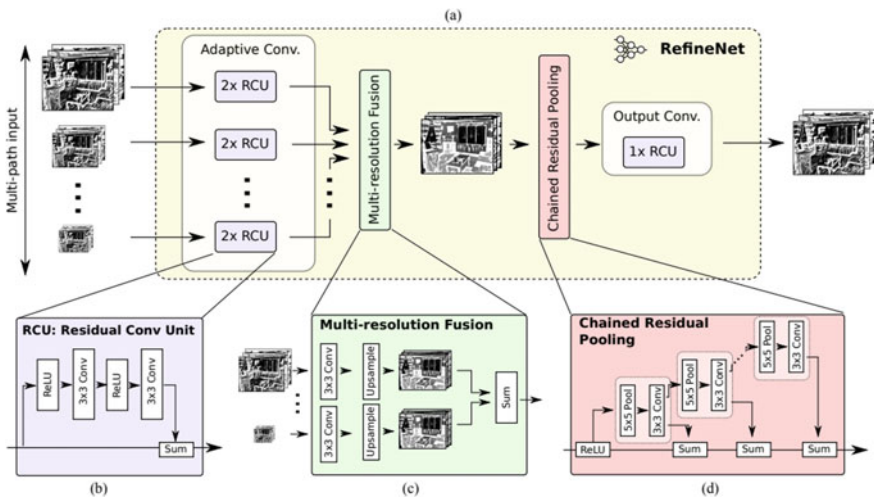 (a)
Multi-path input
Adaptive Conv.
2x RCU
2x RCU
2x RCU
Multi-resolution Fusion
Chained Residual Pooling
RefineNet
Output Conv.
1x RCU
RCU: Residual Conv Unit
ReLU
3x3 Conv
ReLU
3x3 Conv
Sum
(b)
Multi-resolution Fusion
3x3 Conv
Upsample
3x3 Conv
Upsample
Sum
(c)
Chained Residual
Pooling
ReLU
5x5 Pool
3x3 Conv
5x5 Pool
3x3 Conv
5x5 Pool
3x3 Conv
Sum
Sum
Sum
(d)